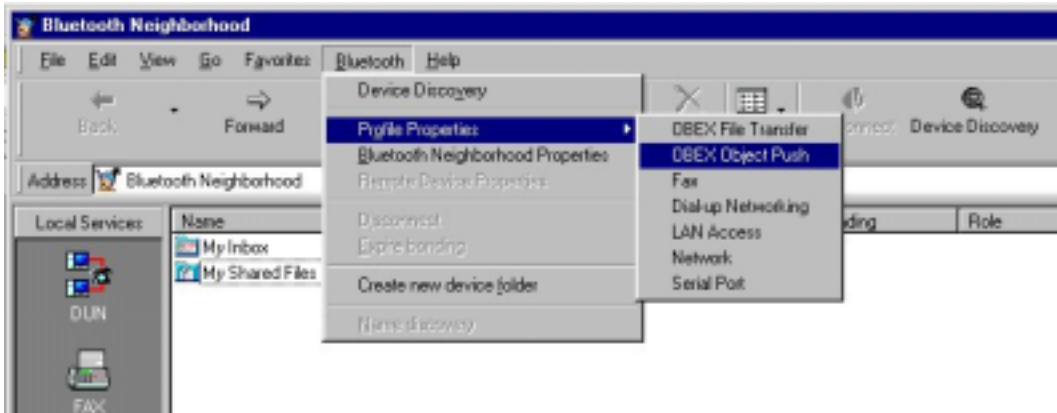 Bluetooth Neighborhood
File Edit View Go Favorites Bluetooth Help
Back Forward Device Discovery
Address Bluetooth Neighborhood
Device Discovery
Profile Properties
Bluetooth Neighborhood Properties
Remote Device Properties
Disconnect
Expire bonding
Create new device folder
Name discovery
OBEX File Transfer
OBEX Object Push
Fax
Dial-up Networking
LAN Access
Network
Serial Port
Local Services
DUN
FAX
Name Role
My Inbox
My Shared Files